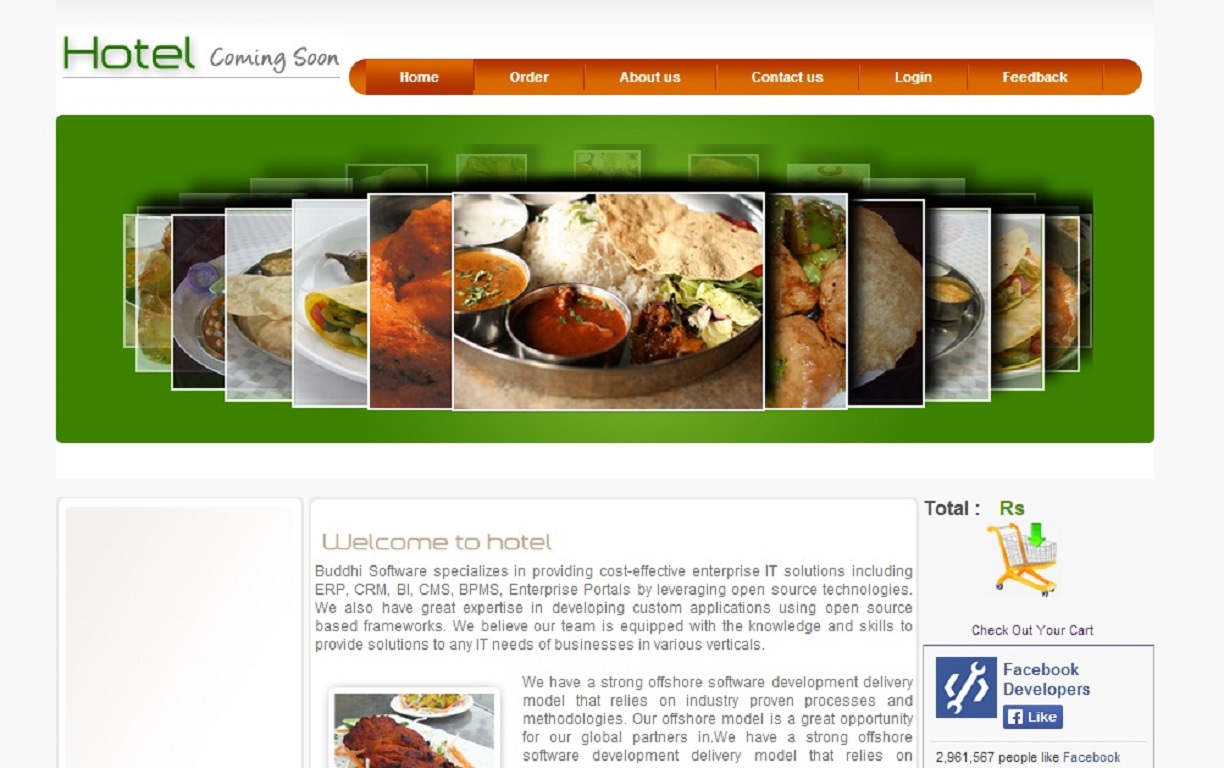 Hotel Coming Soon
Home Order About us Contact us Login Feedback
Welcome to hotel
Buddhi Software specializes in providing cost-effective enterprise IT solutions including
ERP, CRM, BI, CMS, BPMS, Enterprise Portals by leveraging open source technologies.
We also have great expertise in developing custom applications using open source
based frameworks. We believe our team is equipped with the knowledge and skills to
provide solutions to any IT needs of businesses in various verticals.
We have a strong offshore software development delivery
model that relies on industry proven processes and
methodologies. Our offshore model is a great opportunity
for our global partners in.We have a strong offshore
software development delivery model that relies on
Total : Rs
Check Out Your Cart
Facebook
Developers
Like
2,961,567 people like Facebook